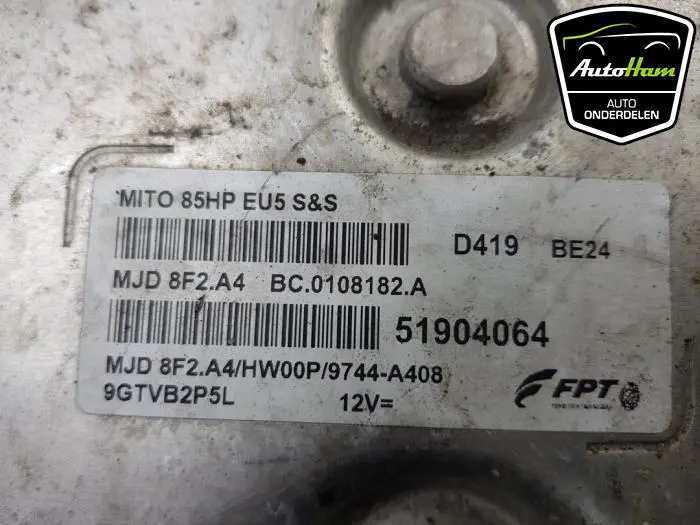 AutoHam
AUTO
ONDERDELEN
MITO 85HP EU5 S&S
D419 BE24
MJD 8F2.A4 BC.0108182.A
51904064
MJD 8F2.A4/HW00P/9744-A408
9GTVB2P5L 12V=
FPT